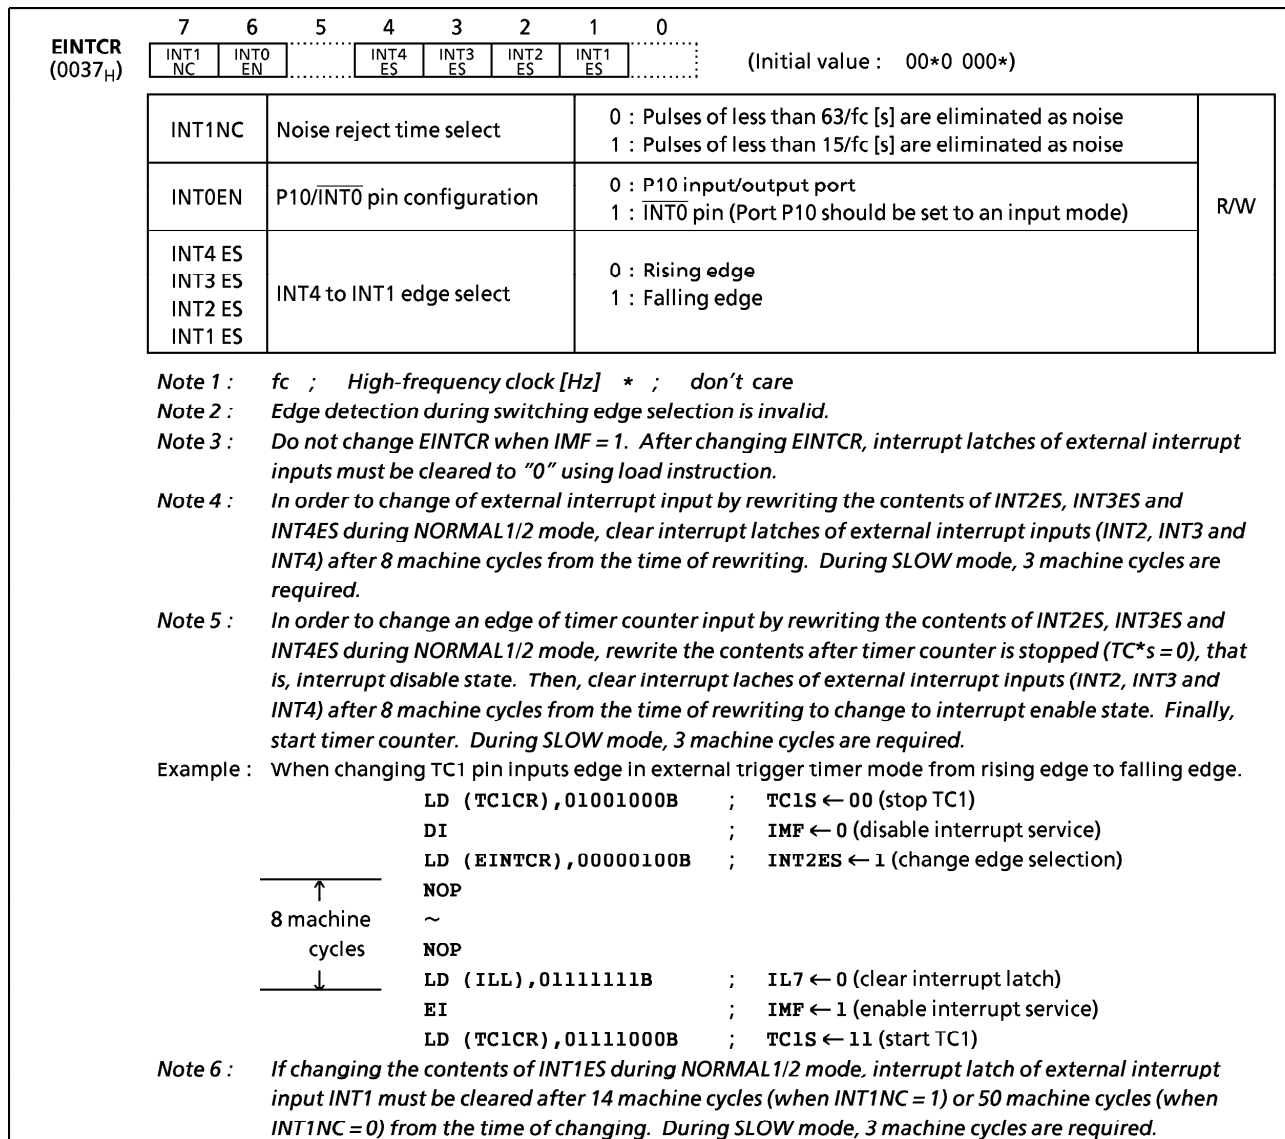 7 6 5 4 3 2 1 0
EINTCR
(0037H)
INT1 NC INT0 EN INT4 ES INT3 ES INT2 ES INT1 ES
(Initial value : 00*0 000*)
INT1NC Noise reject time select
0 : Pulses of less than 63/fc [s] are eliminated as noise
1 : Pulses of less than 15/fc [s] are eliminated as noise
INT0EN P10/INT0 pin configuration
0 : P10 input/output port
1 : INT0 pin (Port P10 should be set to an input mode)
R/W
INT4 ES
INT3 ES
INT2 ES
INT1 ES
INT4 to INT1 edge select
0 : Rising edge
1 : Falling edge
Note 1 : fc ; High-frequency clock [Hz] * ; don't care
Note 2 : Edge detection during switching edge selection is invalid.
Note 3 : Do not change EINTCR when IMF = 1. After changing EINTCR, interrupt latches of external interrupt
inputs must be cleared to "0" using load instruction.
Note 4 : In order to change of external interrupt input by rewriting the contents of INT2ES, INT3ES and
INT4ES during NORMAL1/2 mode, clear interrupt latches of external interrupt inputs (INT2, INT3 and
INT4) after 8 machine cycles from the time of rewriting. During SLOW mode, 3 machine cycles are
required.
Note 5 : In order to change an edge of timer counter input by rewriting the contents of INT2ES, INT3ES and
INT4ES during NORMAL1/2 mode, rewrite the contents after timer counter is stopped (TC*s = 0), that
is, interrupt disable state. Then, clear interrupt laches of external interrupt inputs (INT2, INT3 and
INT4) after 8 machine cycles from the time of rewriting to change to interrupt enable state. Finally,
start timer counter. During SLOW mode, 3 machine cycles are required.
Example : When changing TC1 pin inputs edge in external trigger timer mode from rising edge to falling edge.
LD (TC1CR),01001000B ; TC1S ← 00 (stop TC1)
DI ; IMF ← 0 (disable interrupt service)
LD (EINTCR),00000100B ; INT2ES ← 1 (change edge selection)
↑ NOP
8 machine ~
cycles NOP
↓ LD (ILL),01111111B ; IL7 ← 0 (clear interrupt latch)
EI ; IMF ← 1 (enable interrupt service)
LD (TC1CR),01111000B ; TC1S ← 11 (start TC1)
Note 6 : If changing the contents of INT1ES during NORMAL1/2 mode, interrupt latch of external interrupt
input INT1 must be cleared after 14 machine cycles (when INT1NC = 1) or 50 machine cycles (when
INT1NC = 0) from the time of changing. During SLOW mode, 3 machine cycles are required.